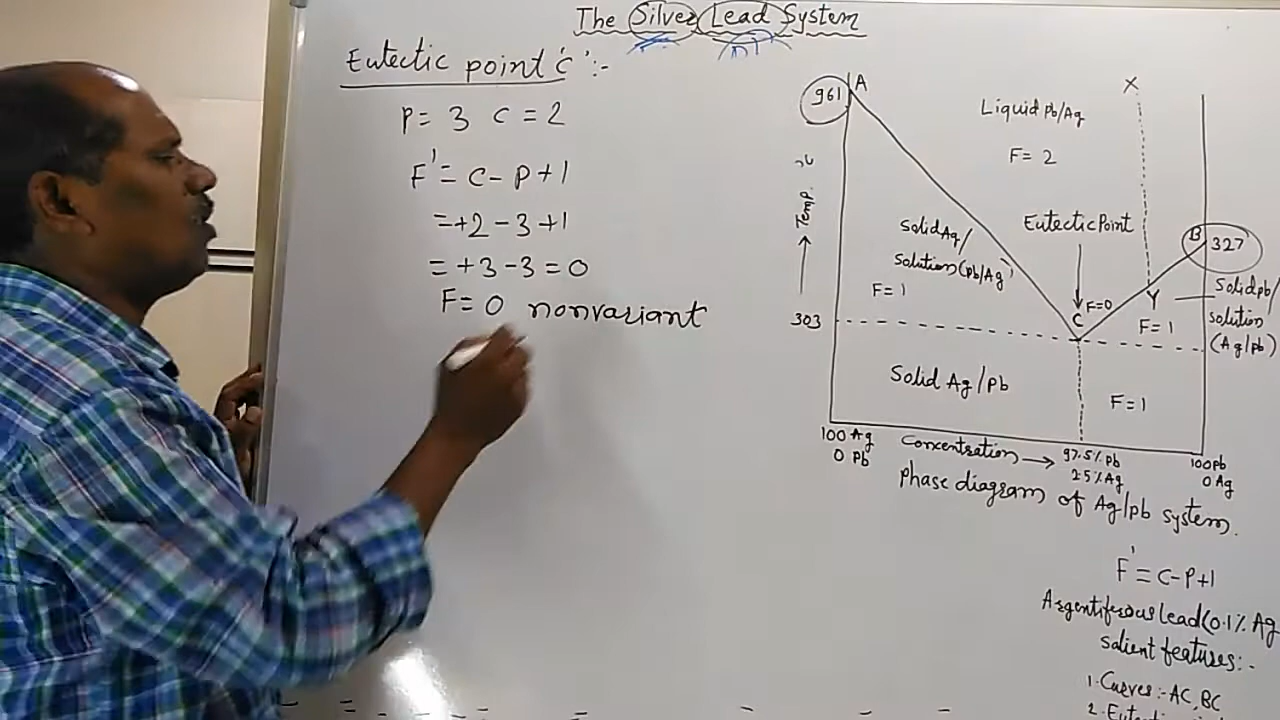 The Silver Lead System
Eutectic point 'c' :-
P = 3 C = 2
F' = C - P + 1
= +2 - 3 + 1
= +3 - 3 = 0
F = 0 nonvariant
961
A
Liquid Pb/Ag
F = 2
X
Temp. °C
Solid Ag/
Solution (Pb/Ag)
F = 1
Eutectic Point
B
327
C
F=0
Y
F = 1
Solid pb/
solution
(Ag/pb)
303
Solid Ag/Pb
F = 1
100 Ag
0 Pb
Concentration
97.5% Pb
2.5% Ag
100 Pb
0 Ag
phase diagram of Ag/pb system.
F' = C-P+1
Argentiferous Lead (0.1% Ag
salient features:-
1. Curves:- AC, BC
2.